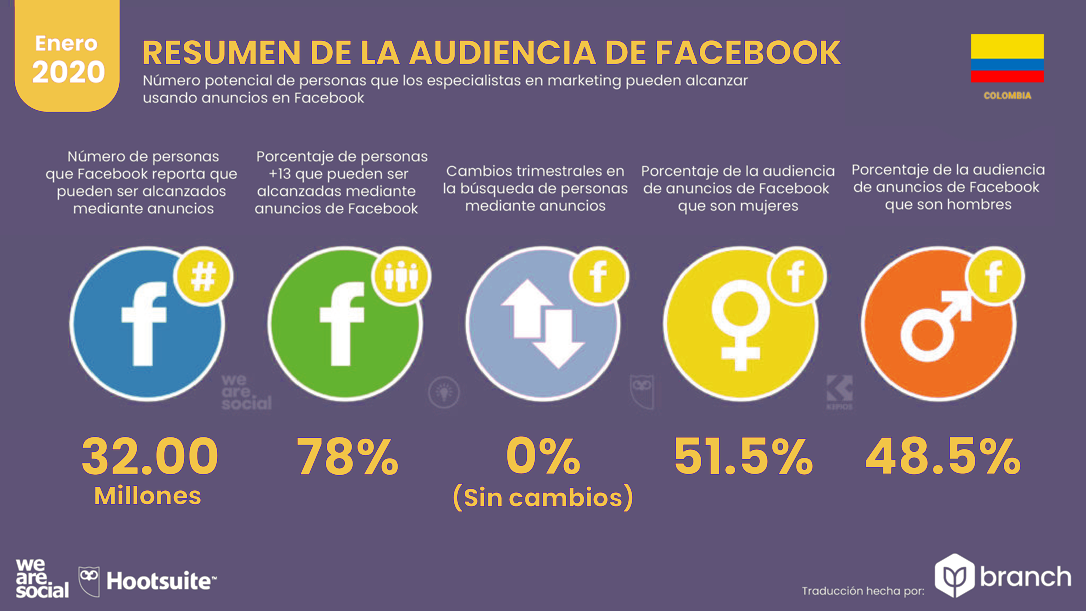 Enero
2020
RESUMEN DE LA AUDIENCIA DE FACEBOOK
Número potencial de personas que los especialistas en marketing pueden alcanzar
usando anuncios en Facebook
COLOMBIA
Número de personas
que Facebook reporta que
pueden ser alcanzados
mediante anuncios
Porcentaje de personas
+13 que pueden ser
alcanzadas mediante
anuncios de Facebook
Cambios trimestrales en
la búsqueda de personas
mediante anuncios
Porcentaje de la audiencia
de anuncios de Facebook
que son mujeres
Porcentaje de la audiencia
de anuncios de Facebook
que son hombres
f
#
f
f
f
f
we
are.
social
KEPIOS
32.00
Millones
78%
0%
(Sin cambios)
51.5%
48.5%
we
are.
social
Hootsuite™
Traducción hecha por:
branch